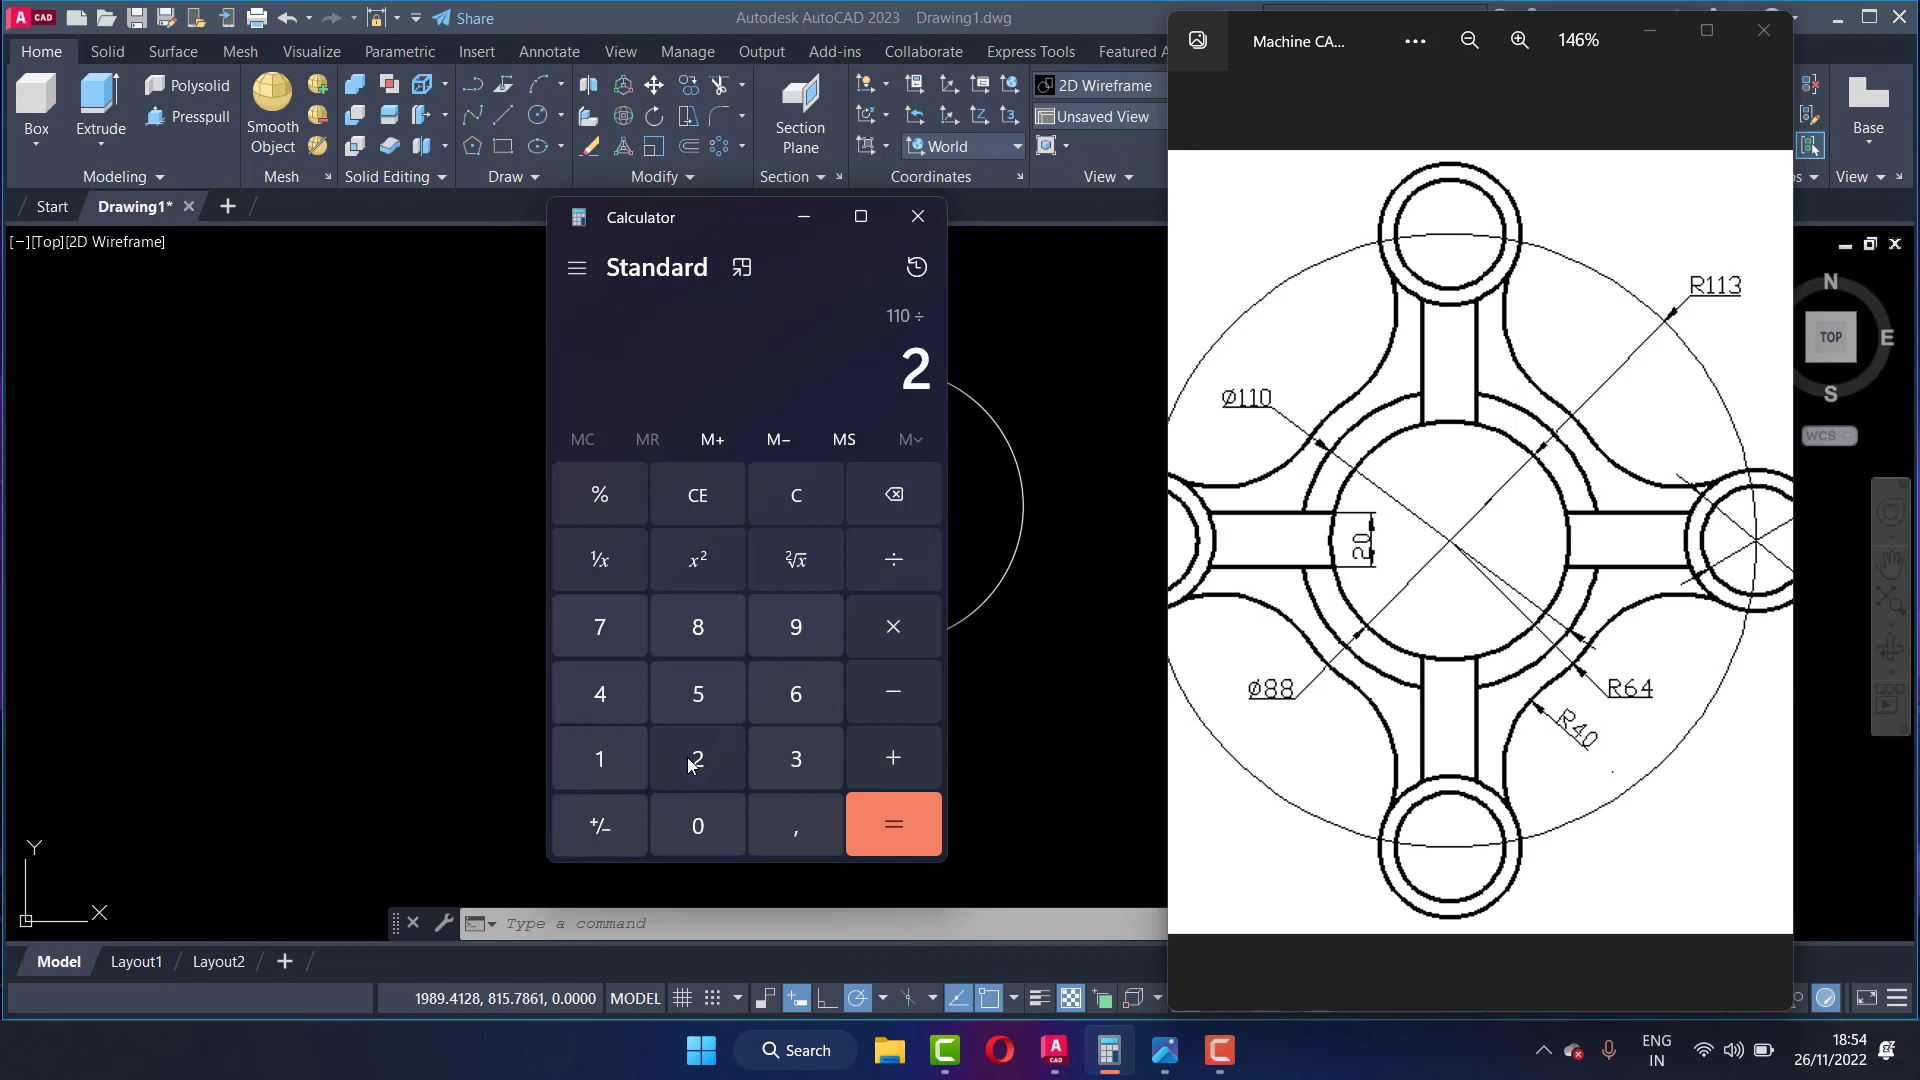 A CAD
Share
Autodesk AutoCAD 2023 Drawing1.dwg
Home Solid Surface Mesh Visualize Parametric Insert Annotate View Manage Output Add-ins Collaborate Express Tools Featured A
Box
Extrude
Polysolid
Presspull
Smooth
Object
Section
Plane
World
2D Wireframe
Unsaved View
Base
Modeling Mesh Solid Editing Draw Modify Section Coordinates View View
Start Drawing1*
[−][Top][2D Wireframe]
Calculator
Standard
110 ÷
2
MC MR M+ M− MS M
% CE C
1/x x² ²√x ÷
7 8 9 ×
4 5 6 −
1 2 3 +
+/− 0 , =
Machine CA...
146%
R113
Ø110
20
Ø88
R64
R40
N
TOP
E
S
WCS
Y
X
Type a command
Model Layout1 Layout2
1989.4128, 815.7861, 0.0000 MODEL
Search
ENG
IN
18:54
26/11/2022